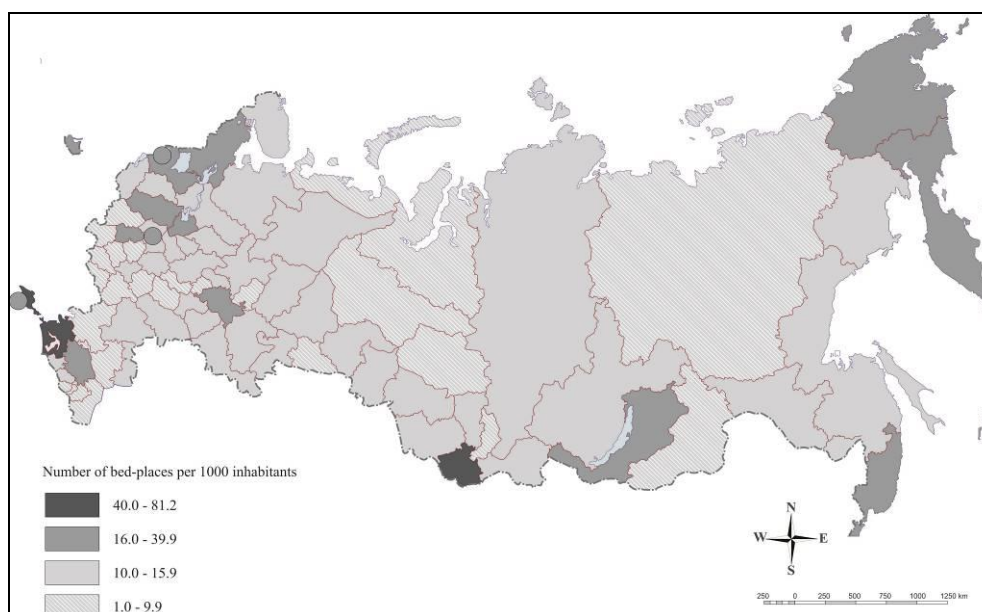 Number of bed-places per 1000 inhabitants
40.0 - 81.2
16.0 - 39.9
10.0 - 15.9
1.0 - 9.9
N
W E
S
250 0 250 500 750 1000 1250 km